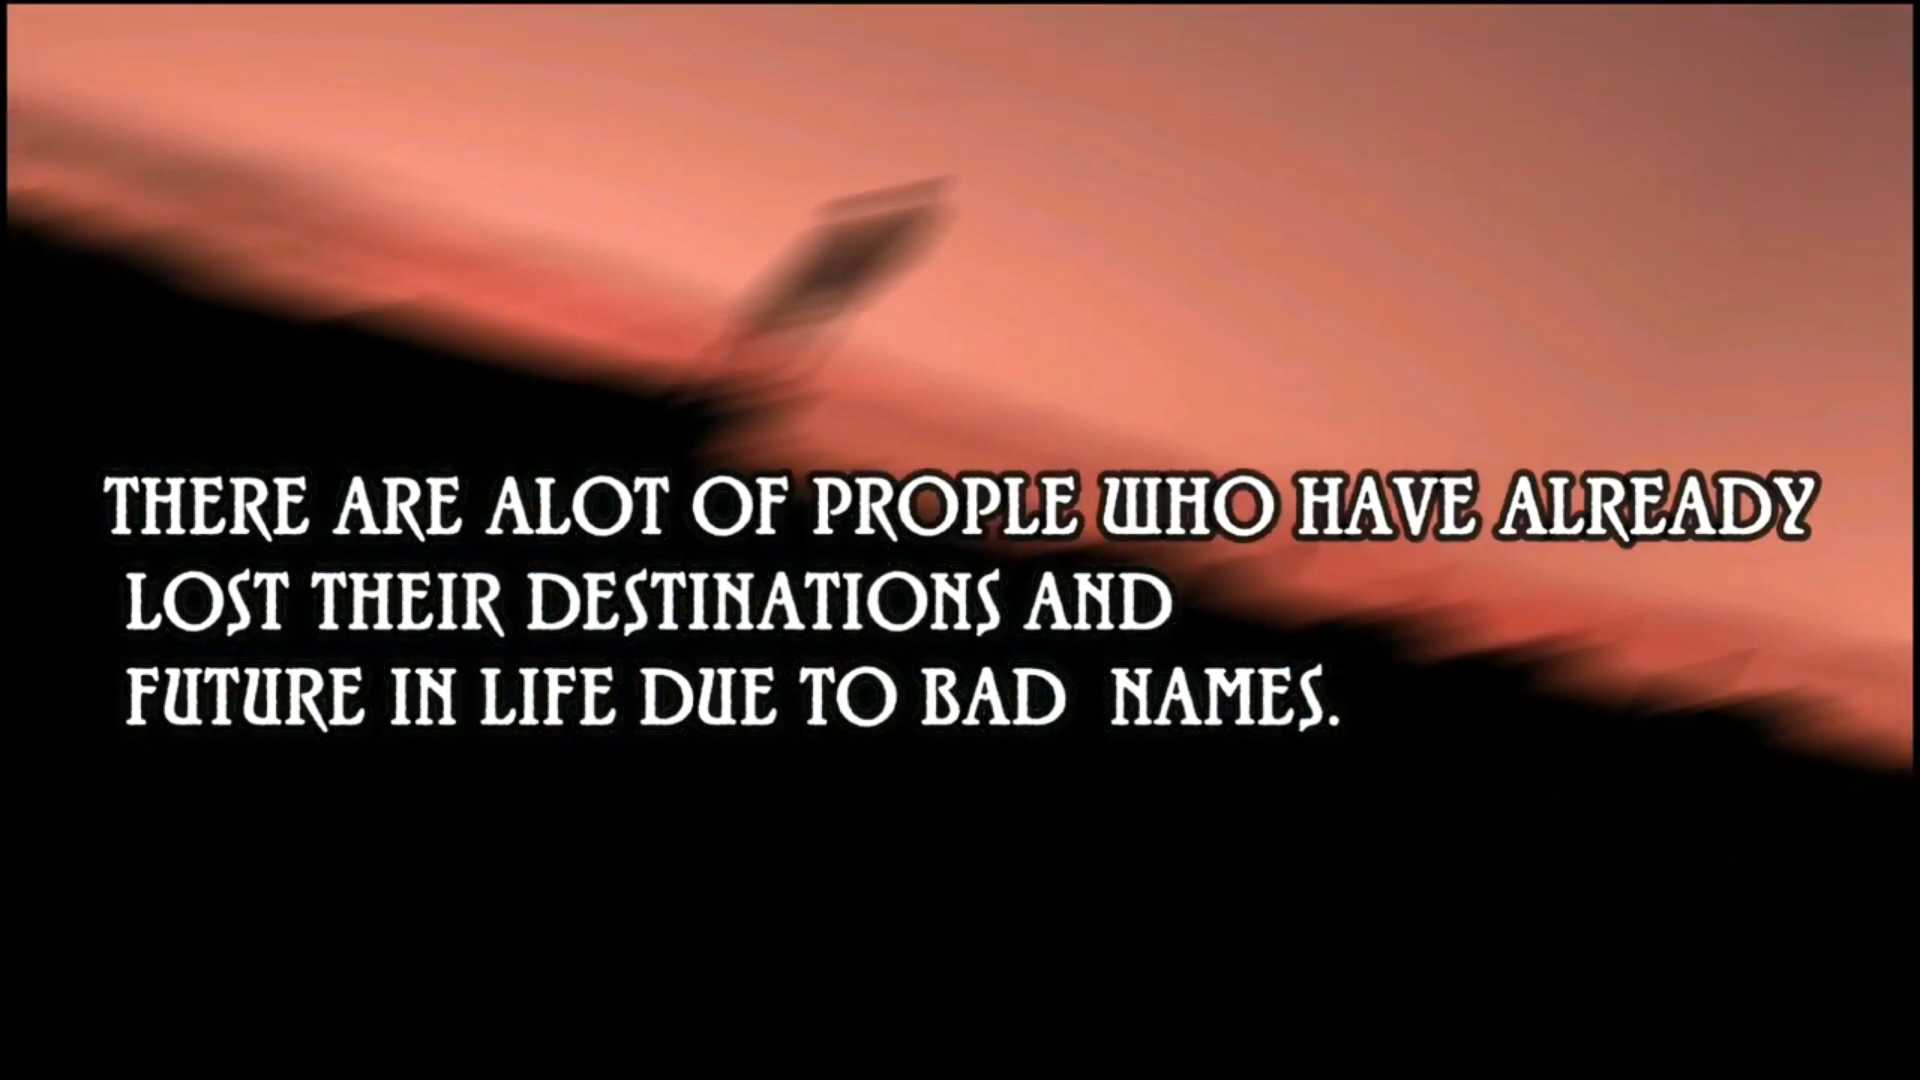 THERE ARE ALOT OF PROPLE WHO HAVE ALREADY
LOST THEIR DESTINATIONS AND
FUTURE IN LIFE DUE TO BAD NAMES.